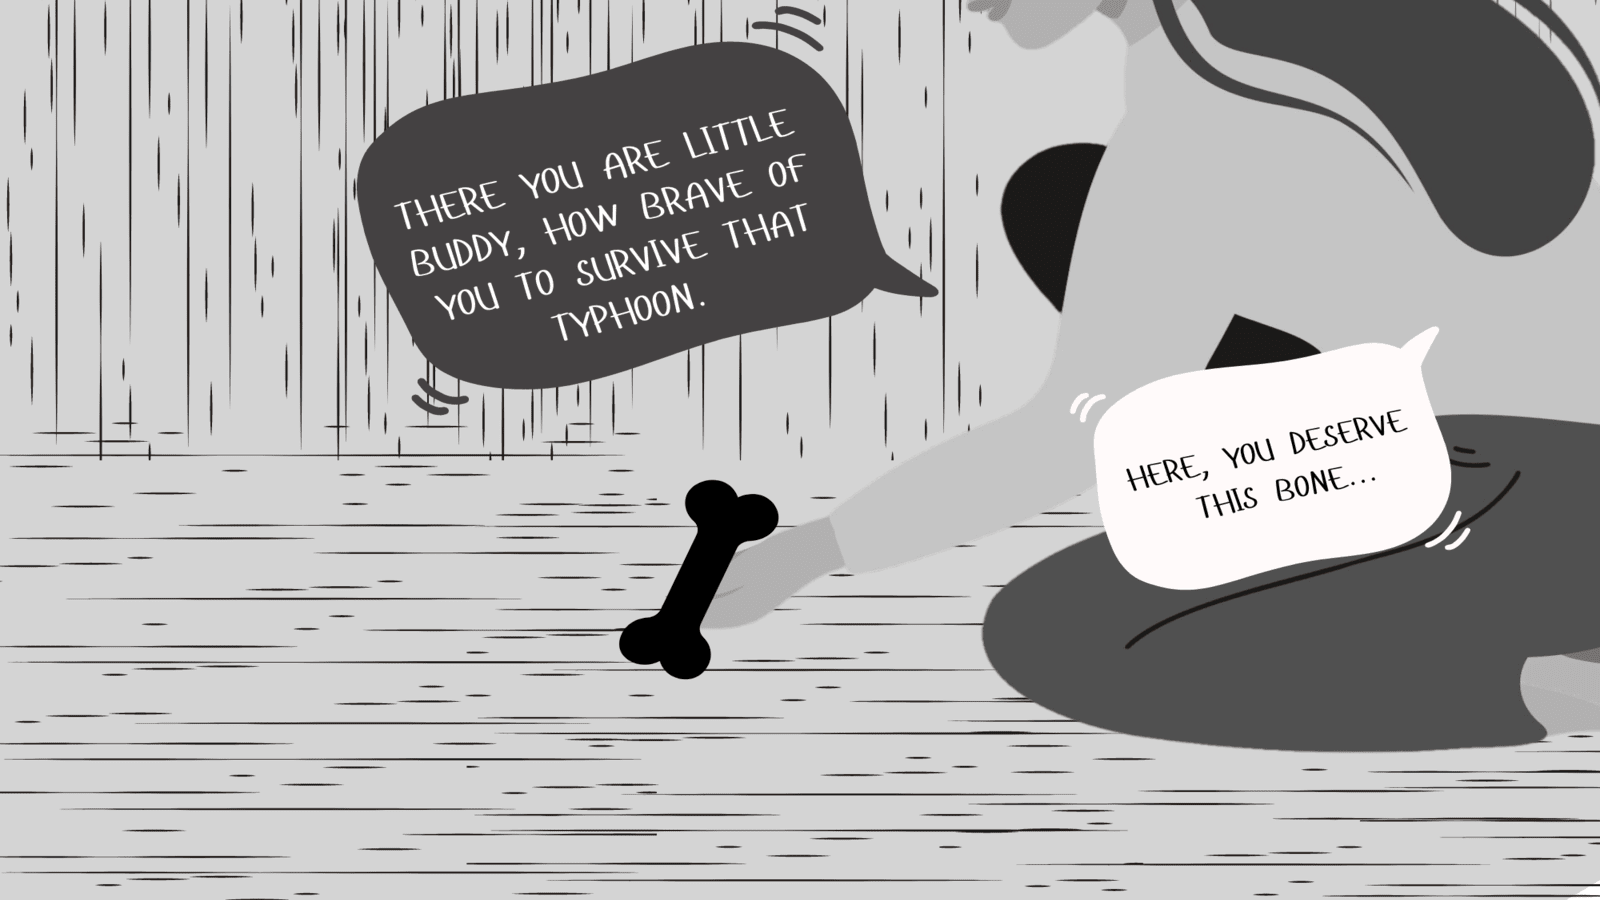 THERE YOU ARE LITTLE
BUDDY, HOW BRAVE OF
YOU TO SURVIVE THAT
TYPHOON.
HERE, YOU DESERVE
THIS BONE...